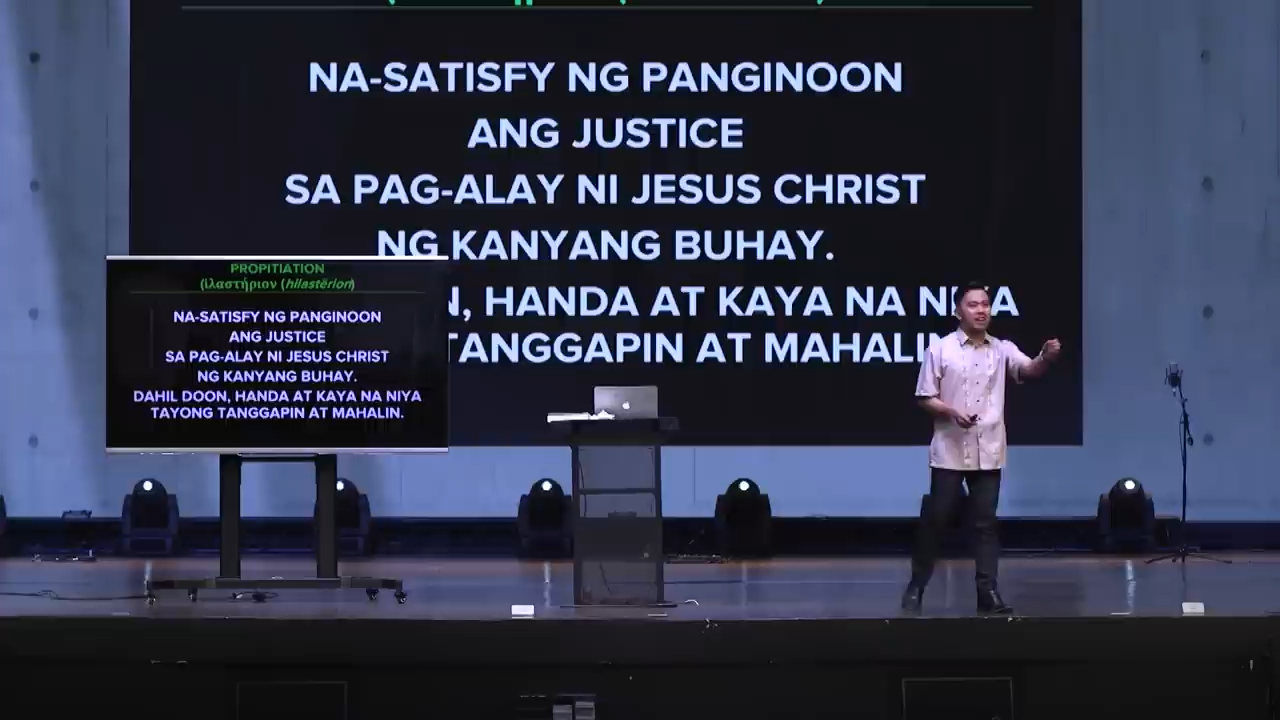 NA-SATISFY NG PANGINOON
ANG JUSTICE
SA PAG-ALAY NI JESUS CHRIST
NG KANYANG BUHAY.
N, HANDA AT KAYA NA NIYA
TANGGAPIN AT MAHALIN
PROPITIATION
(ἱλαστήριον (hilastērion)
NA-SATISFY NG PANGINOON
ANG JUSTICE
SA PAG-ALAY NI JESUS CHRIST
NG KANYANG BUHAY.
DAHIL DOON, HANDA AT KAYA NA NIYA
TAYONG TANGGAPIN AT MAHALIN.